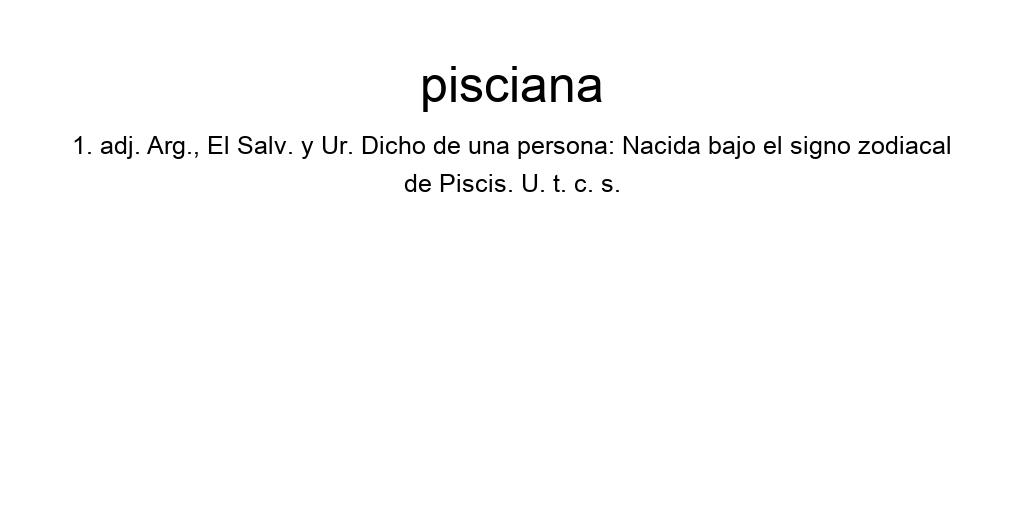 pisciana
1. adj. Arg., El Salv. y Ur. Dicho de una persona: Nacida bajo el signo zodiacal
de Piscis. U. t. c. s.